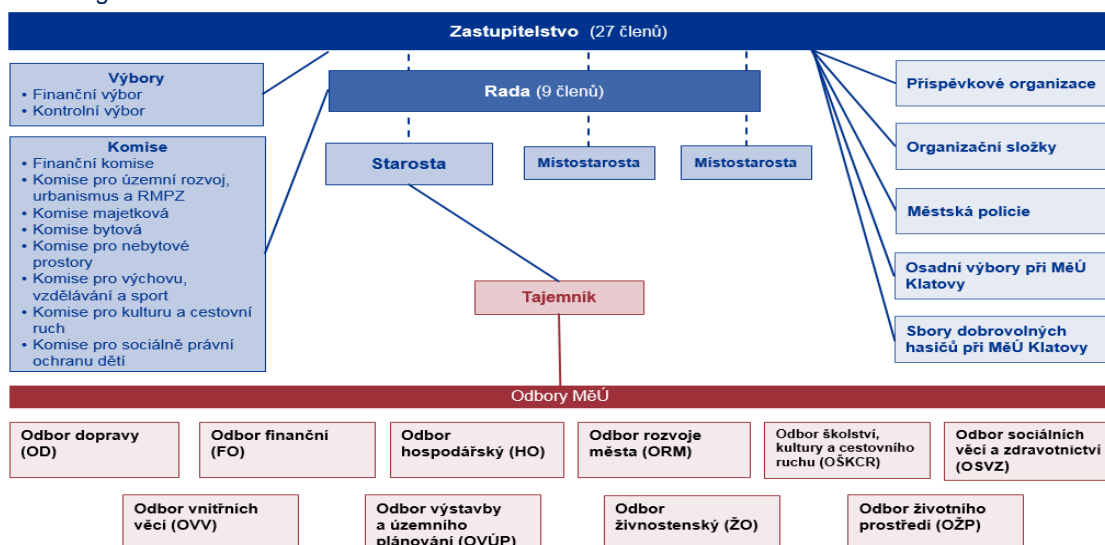 Zastupitelstvo (27 členů)
Výbory
• Finanční výbor
• Kontrolní výbor
Rada (9 členů)
Komise
• Finanční komise
• Komise pro územní rozvoj,
urbanismus a RMPZ
• Komise majetková
• Komise bytová
• Komise pro nebytové
prostory
• Komise pro výchovu,
vzdělávání a sport
• Komise pro kulturu a cestovní
ruch
• Komise pro sociálně právní
ochranu dětí
Starosta
Místostarosta
Místostarosta
Příspěvkové organizace
Organizační složky
Městská policie
Osadní výbory při MěÚ
Klatovy
Sbory dobrovolných
hasičů při MěÚ Klatovy
Tajemník
Odbory MěÚ
Odbor dopravy
(OD)
Odbor finanční
(FO)
Odbor
hospodářský (HO)
Odbor rozvoje
města (ORM)
Odbor školství,
kultury a cestovního
ruchu (OŠKCR)
Odbor sociálních
věcí a zdravotnictví
(OSVZ)
Odbor vnitřních
věcí (OVV)
Odbor výstavby
a územního
plánování (OVÚP)
Odbor
živnostenský (ŽO)
Odbor životního
prostředí (OŽP)